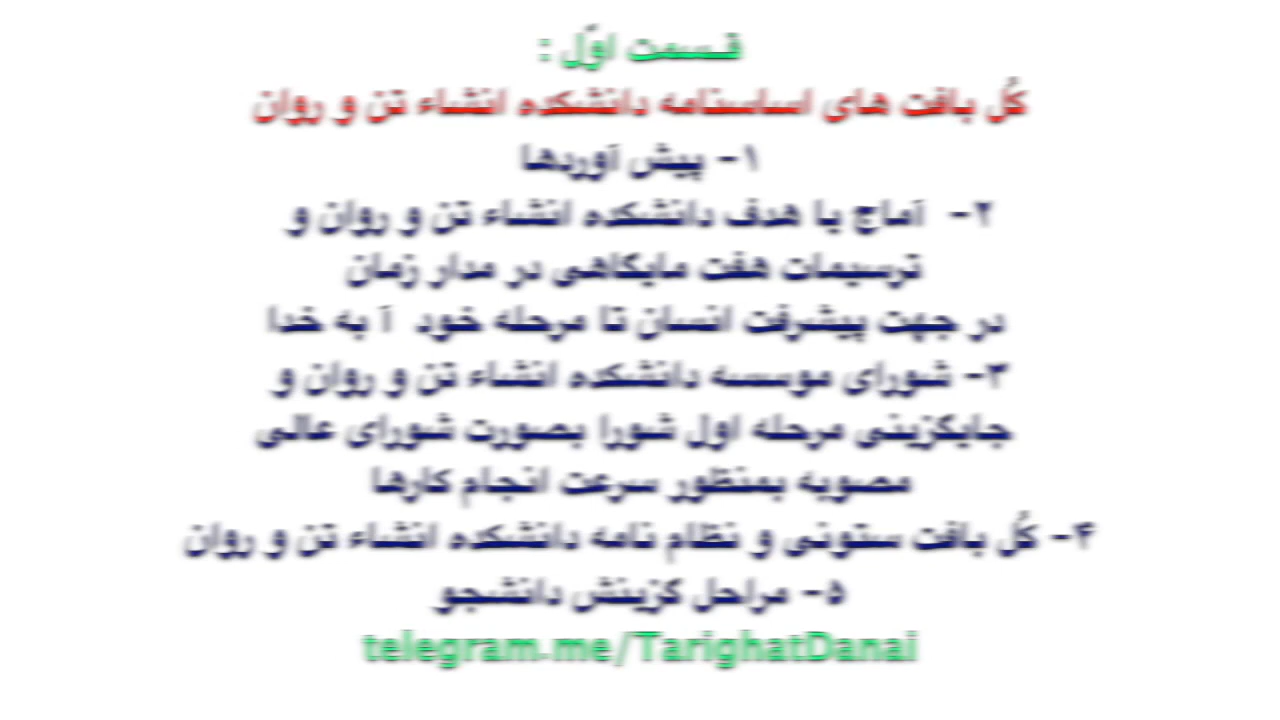 قسمت اوّل :
کُل بافت های اساسنامه دانشکده انشاء تن و روان
۱- پیش آوردها
۲- آماج یا هدف دانشکده انشاء تن و روان و
ترسیمات هفت مایگاهی در مدار زمان
در جهت پیشرفت انسان تا مرحله خود آ به خدا
۳- شورای موسسه دانشکده انشاء تن و روان و
جایگزینی مرحله اول شورا بصورت شورای عالی
مصوبه بمنظور سرعت انجام کارها
۴- کُل بافت ستونی و نظام نامه دانشکده انشاء تن و روان
۵- مراحل گزینش دانشجو
telegram.me/TarighatDanai